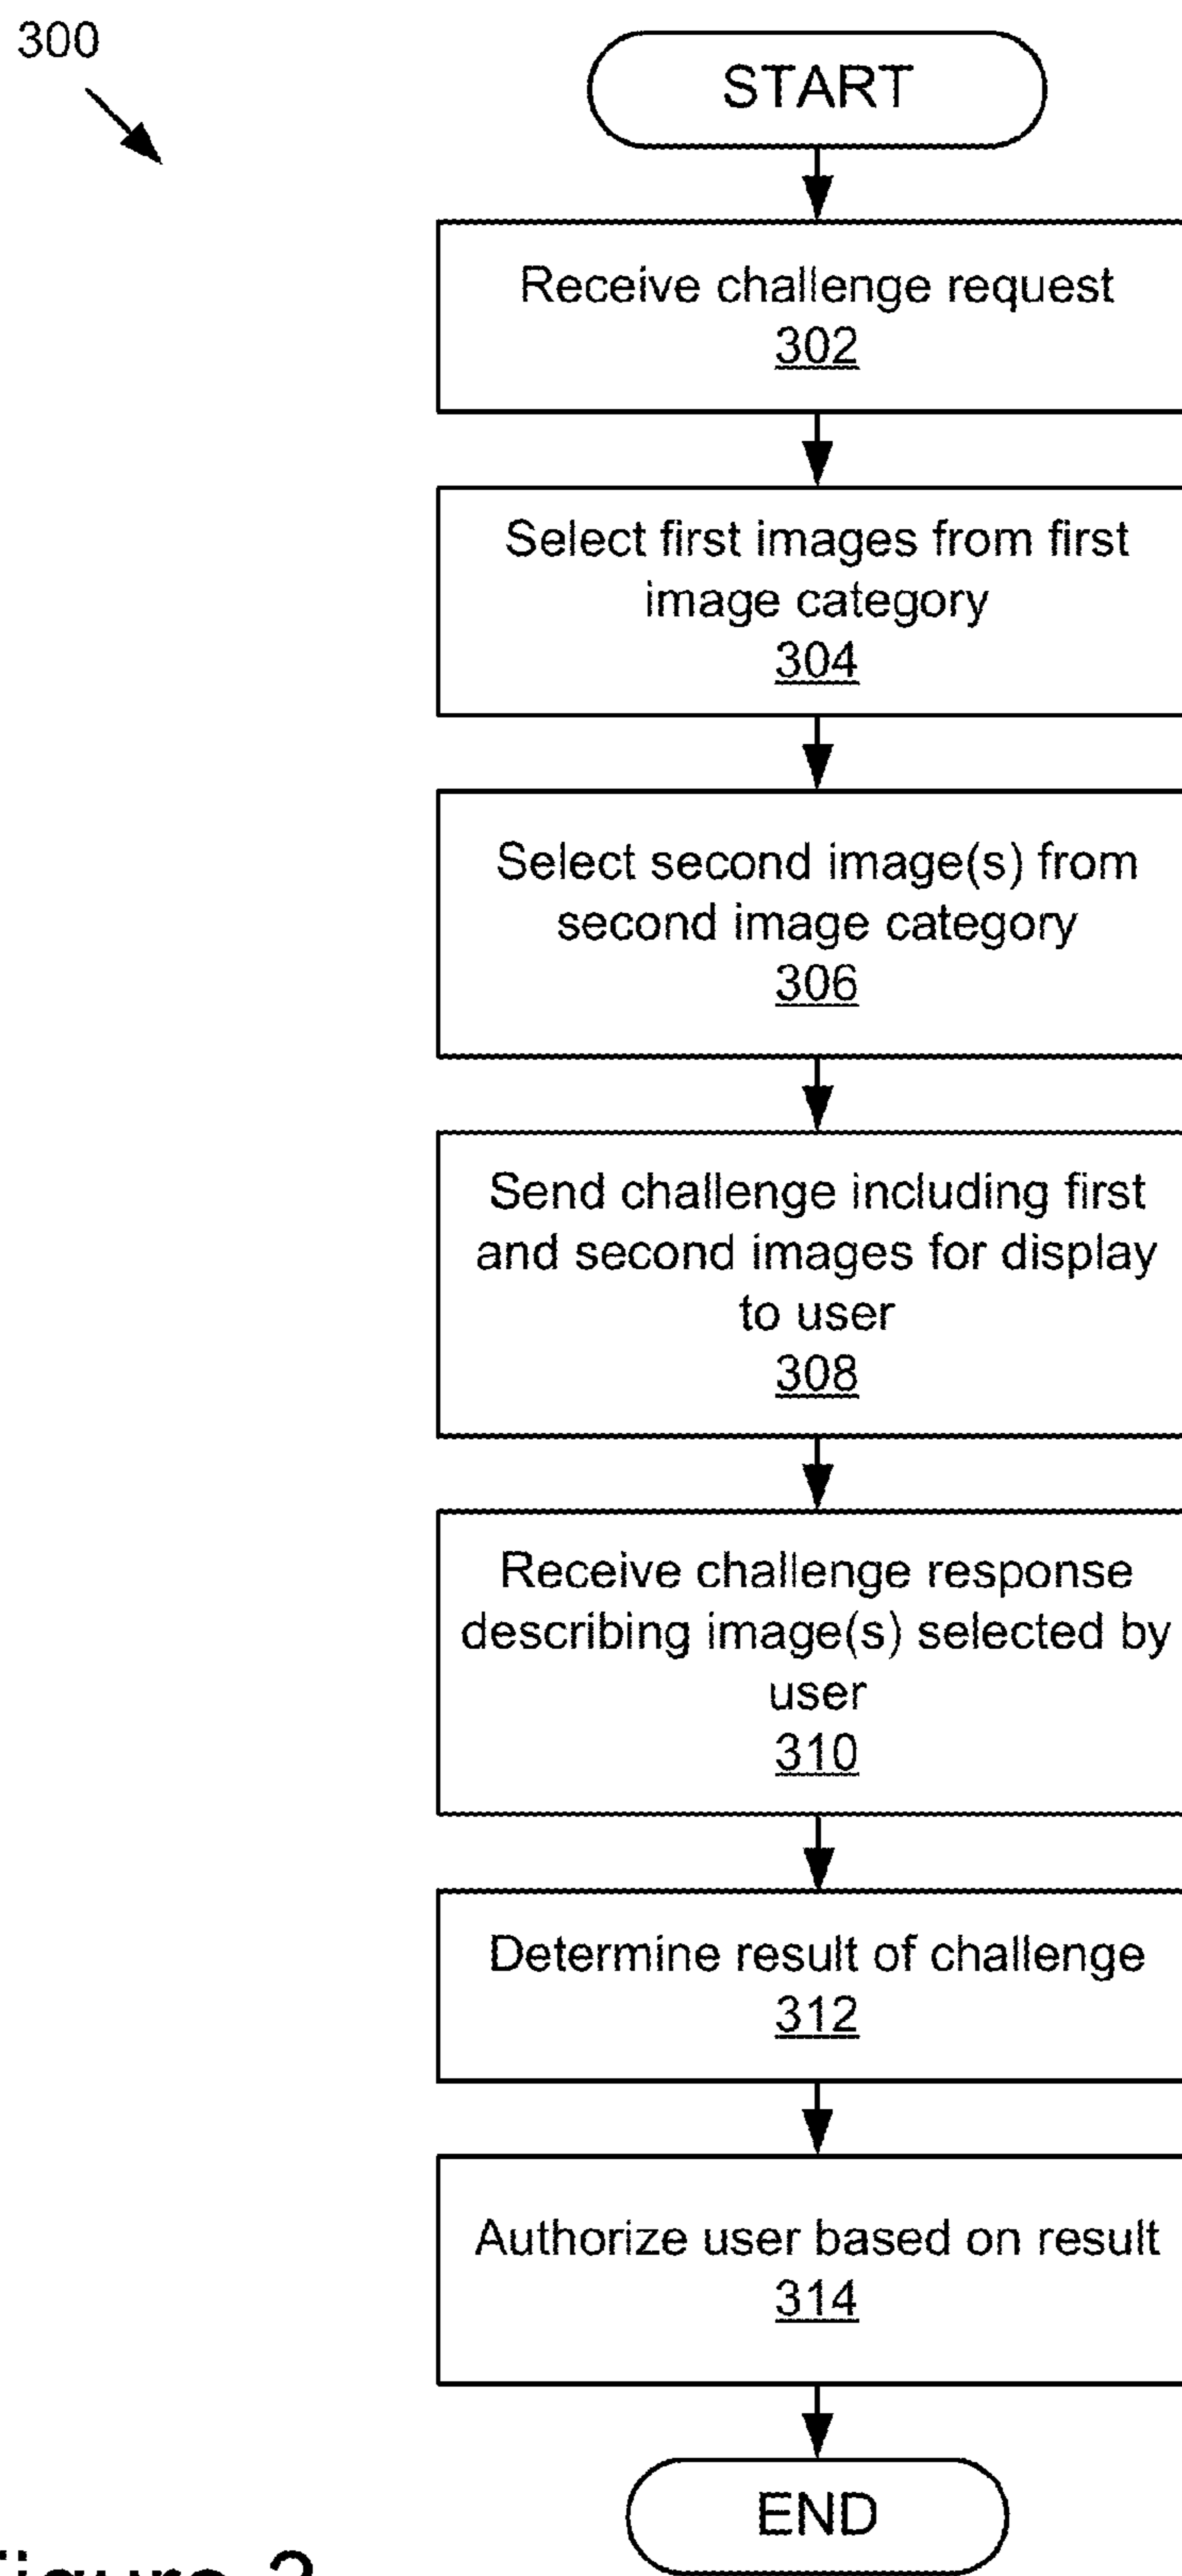 300
START
Receive challenge request
302
Select first images from first
image category
304
Select second image(s) from
second image category
306
Send challenge including first
and second images for display
to user
308
Receive challenge response
describing image(s) selected by
user
310
Determine result of challenge
312
Authorize user based on result
314
END